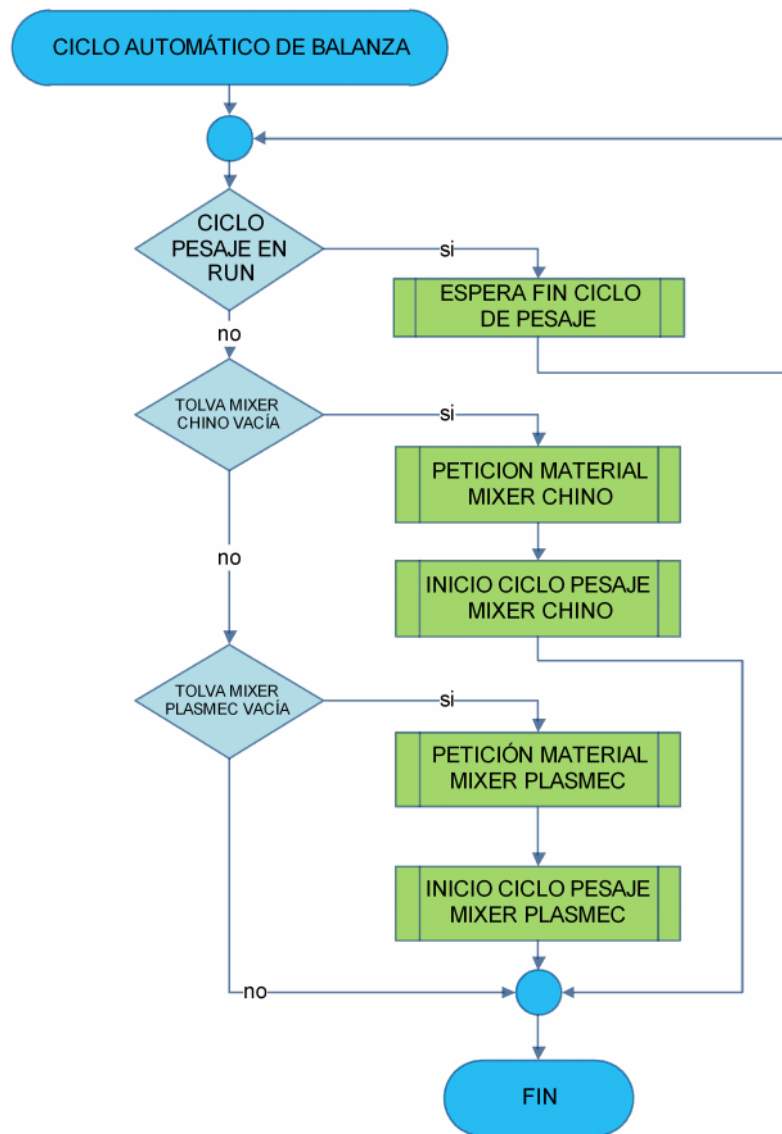 CICLO AUTOMÁTICO DE BALANZA
CICLO
PESAJE EN
RUN
si
ESPERA FIN CICLO
DE PESAJE
no
TOLVA MIXER
CHINO VACÍA
si
PETICION MATERIAL
MIXER CHINO
no
INICIO CICLO PESAJE
MIXER CHINO
TOLVA MIXER
PLASMEC VACÍA
si
PETICIÓN MATERIAL
MIXER PLASMEC
INICIO CICLO PESAJE
MIXER PLASMEC
no
FIN